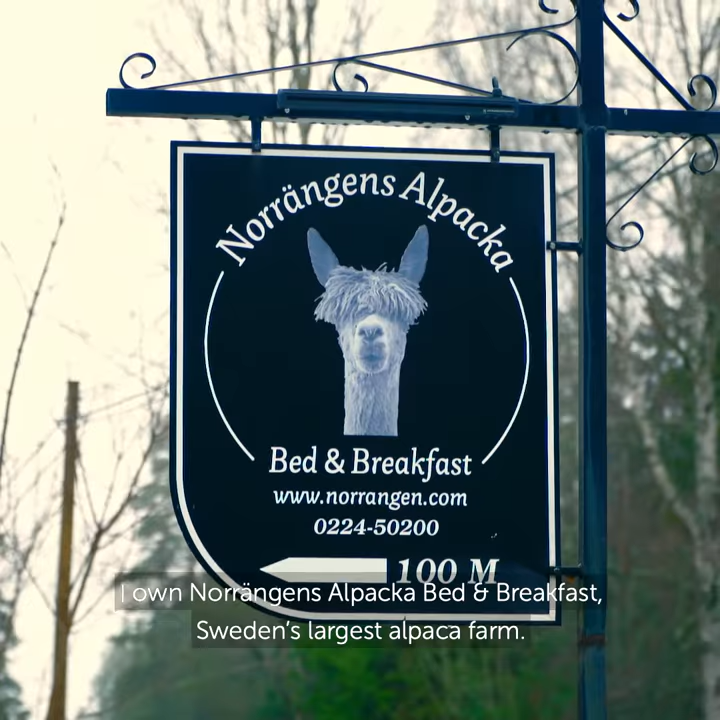 Norrängens Alpacka
Bed & Breakfast
www.norrangen.com
0224-50200
100 M
I own Norrängens Alpacka Bed & Breakfast,
Sweden's largest alpaca farm.